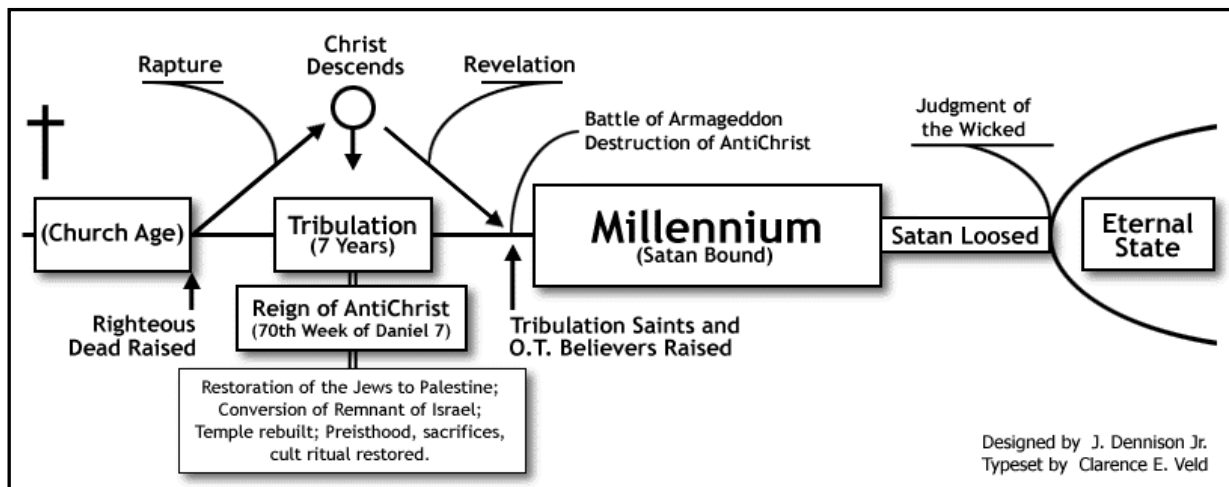 Christ
Descends
Rapture
Revelation
Battle of Armageddon
Destruction of AntiChrist
Judgment of
the Wicked
(Church Age)
Tribulation
(7 Years)
Millennium
(Satan Bound)
Satan Loosed
Eternal
State
Righteous
Dead Raised
Reign of AntiChrist
(70th Week of Daniel 7)
Tribulation Saints and
O.T. Believers Raised
Restoration of the Jews to Palestine;
Conversion of Remnant of Israel;
Temple rebuilt; Preisthood, sacrifices,
cult ritual restored.
Designed by J. Dennison Jr.
Typeset by Clarence E. Veld